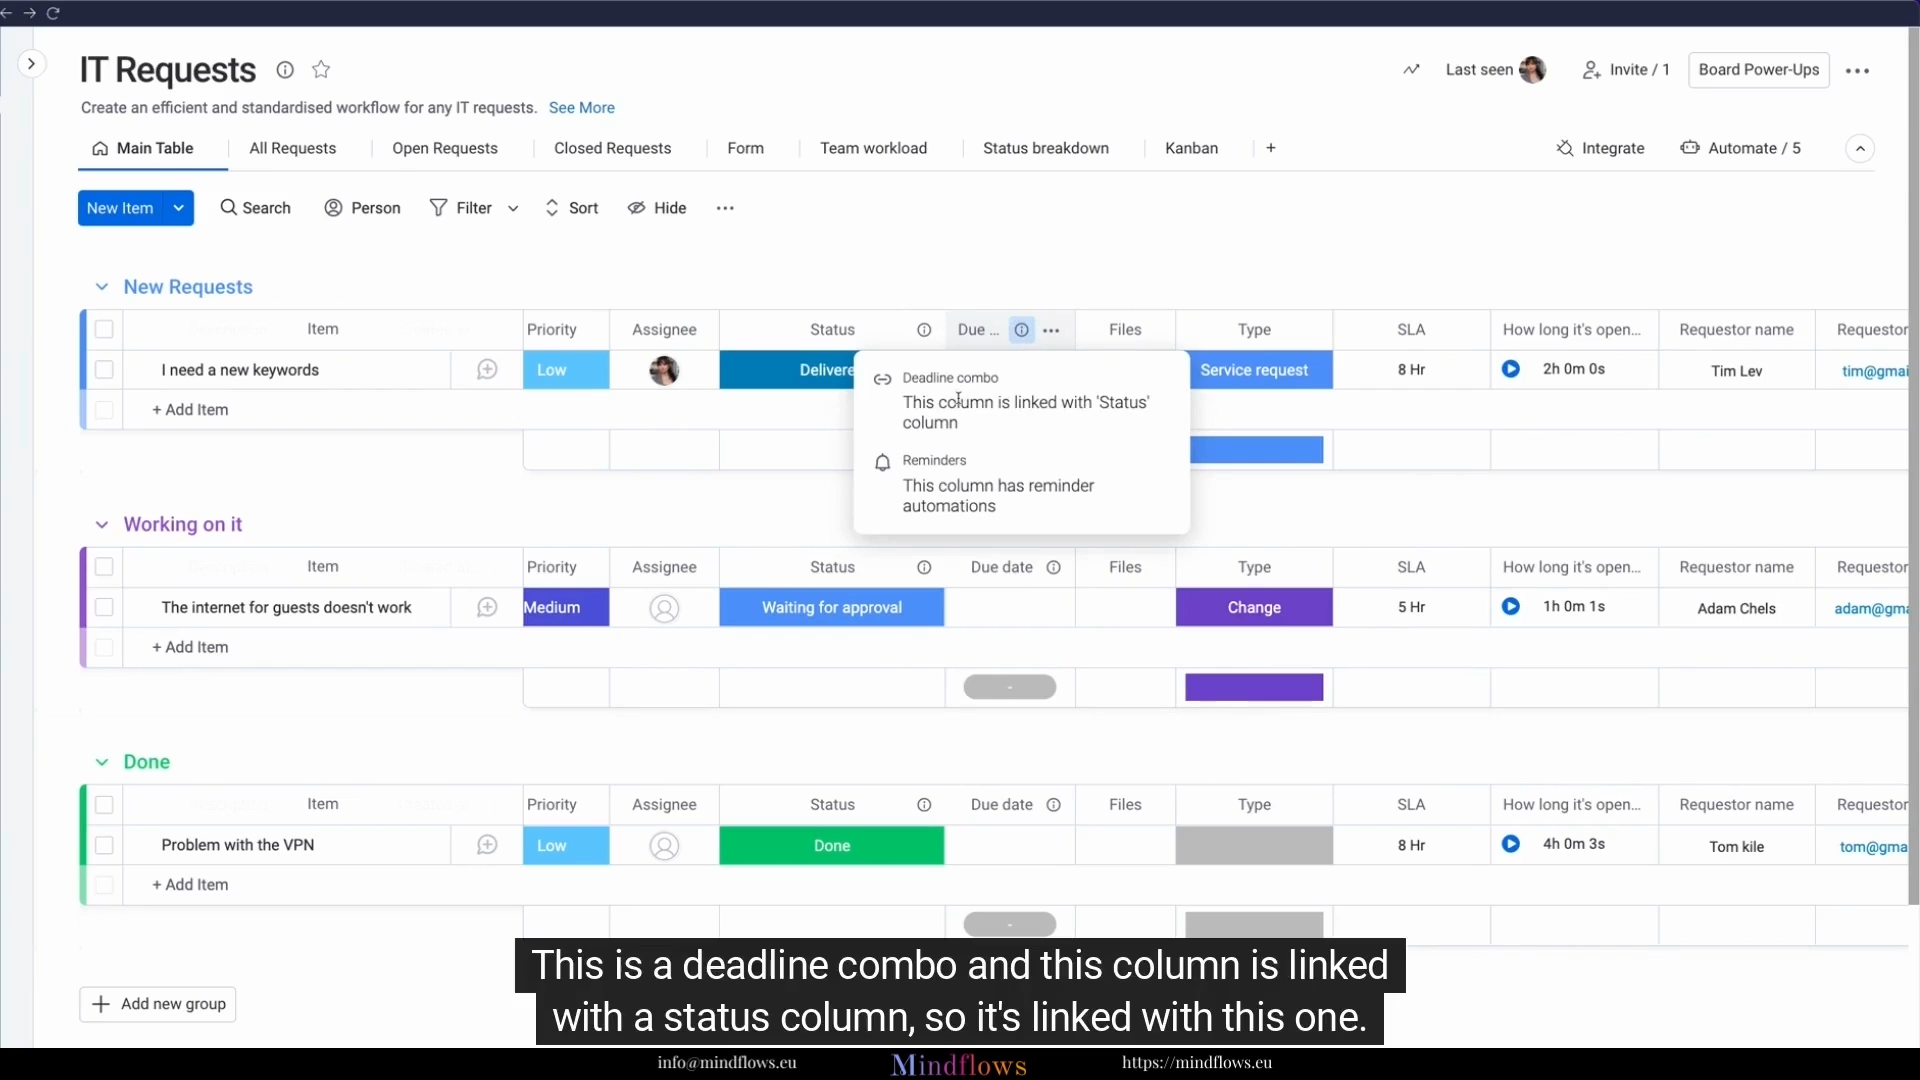 IT Requests
Last seen
Invite / 1
Board Power-Ups
Create an efficient and standardised workflow for any IT requests. See More
Main Table
All Requests
Open Requests
Closed Requests
Form
Team workload
Status breakdown
Kanban
+
Integrate
Automate / 5
New Item
Search
Person
Filter
Sort
Hide
New Requests
Item Priority Assignee Status Due ... Files Type SLA How long it's open... Requestor name Requestor
I need a new keywords Low Delivere Service request 8 Hr 2h 0m 0s Tim Lev tim@gmai
+ Add Item
Deadline combo
This column is linked with 'Status'
column
Reminders
This column has reminder
automations
Working on it
Item Priority Assignee Status Due date Files Type SLA How long it's open... Requestor name Requestor
The internet for guests doesn't work Medium Waiting for approval Change 5 Hr 1h 0m 1s Adam Chels adam@gma
+ Add Item
-
Done
Item Priority Assignee Status Due date Files Type SLA How long it's open... Requestor name Requestor
Problem with the VPN Low Done 8 Hr 4h 0m 3s Tom kile tom@gma
+ Add Item
-
This is a deadline combo and this column is linked
with a status column, so it's linked with this one.
+ Add new group
info@mindflows.eu Mindflows https://mindflows.eu